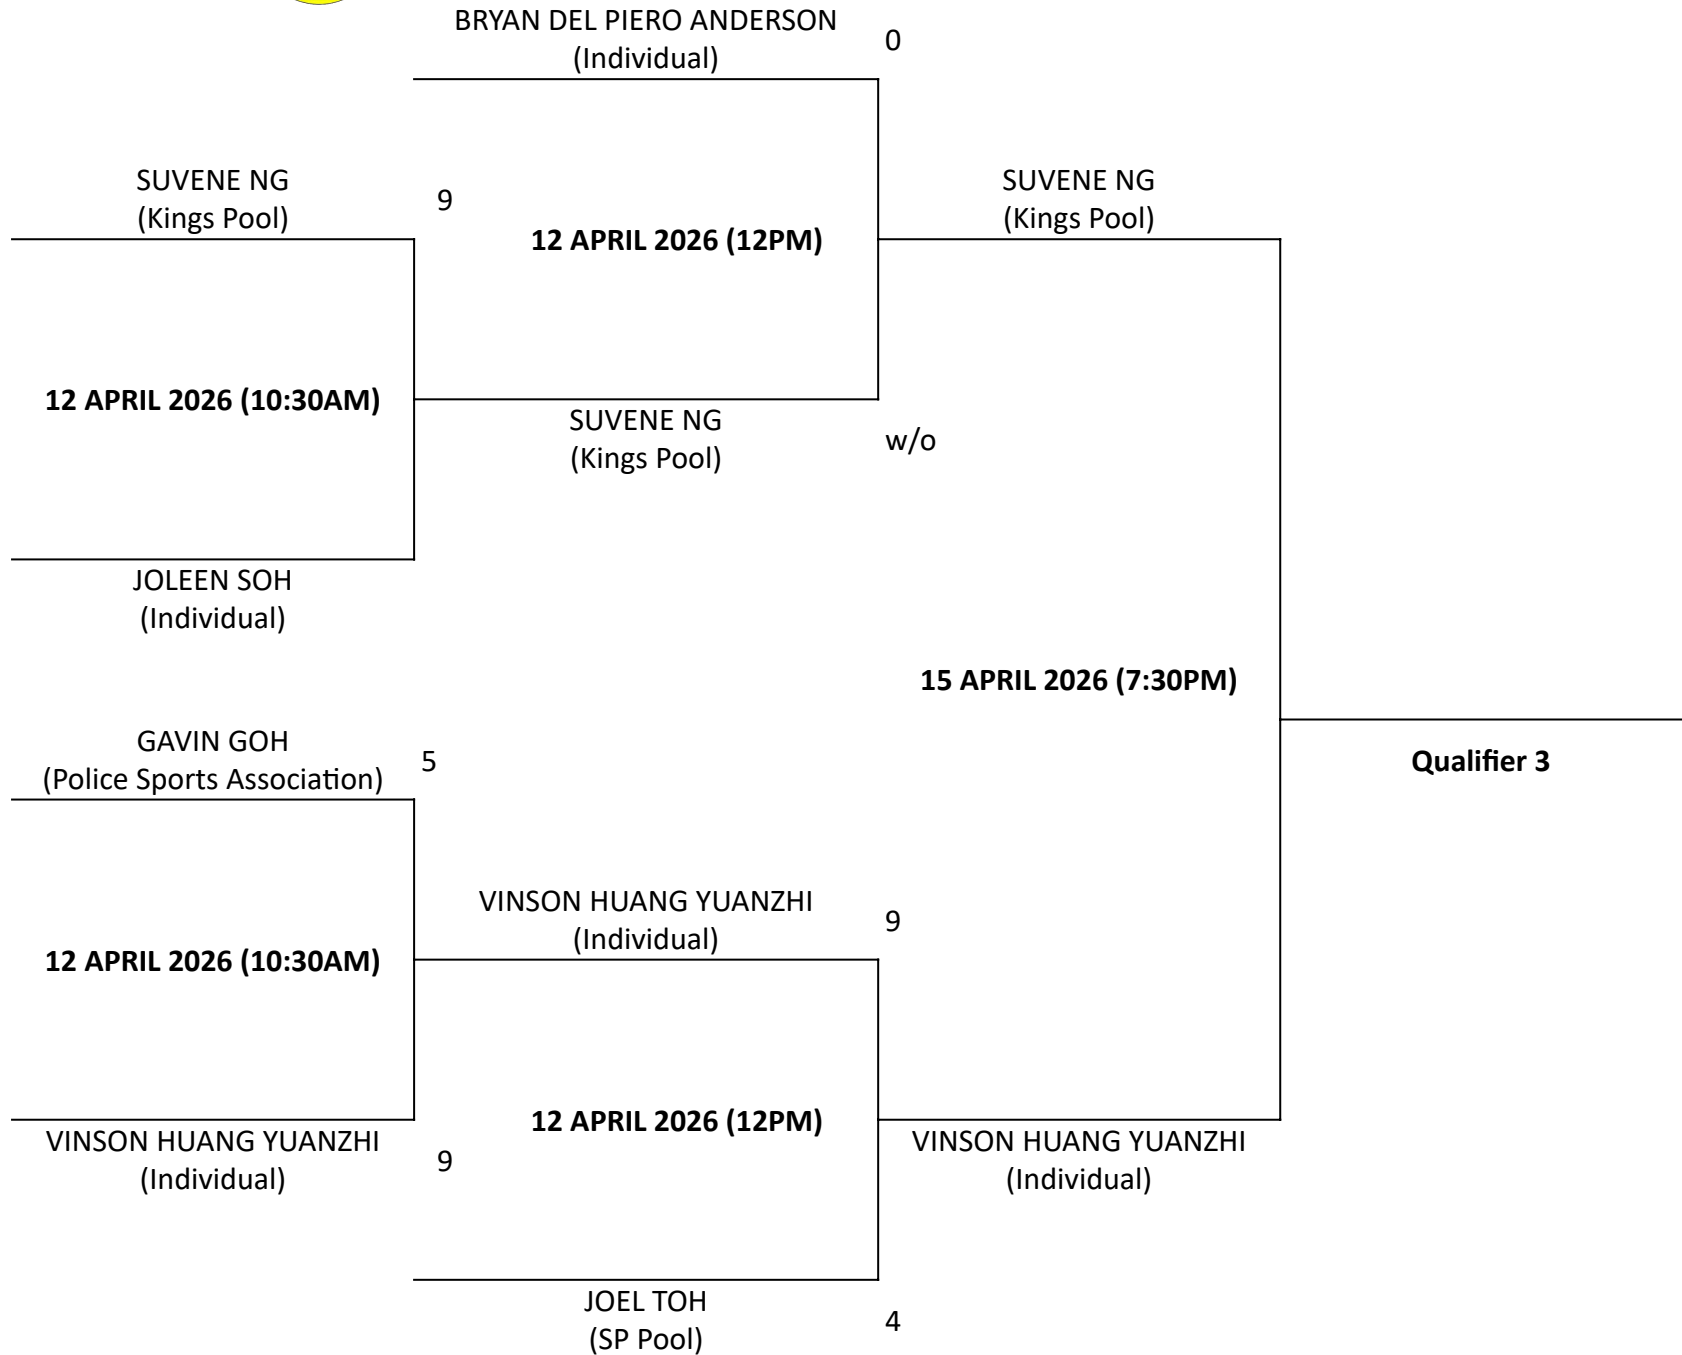 BRYAN DEL PIERO ANDERSON
(Individual)
0
SUVENE NG
(Kings Pool)
9
12 APRIL 2026 (12PM)
SUVENE NG
(Kings Pool)
12 APRIL 2026 (10:30AM)
SUVENE NG
(Kings Pool)
w/o
JOLEEN SOH
(Individual)
15 APRIL 2026 (7:30PM)
GAVIN GOH
(Police Sports Association)
5
Qualifier 3
VINSON HUANG YUANZHI
(Individual)
9
12 APRIL 2026 (10:30AM)
VINSON HUANG YUANZHI
(Individual)
9
12 APRIL 2026 (12PM)
VINSON HUANG YUANZHI
(Individual)
JOEL TOH
(SP Pool)
4